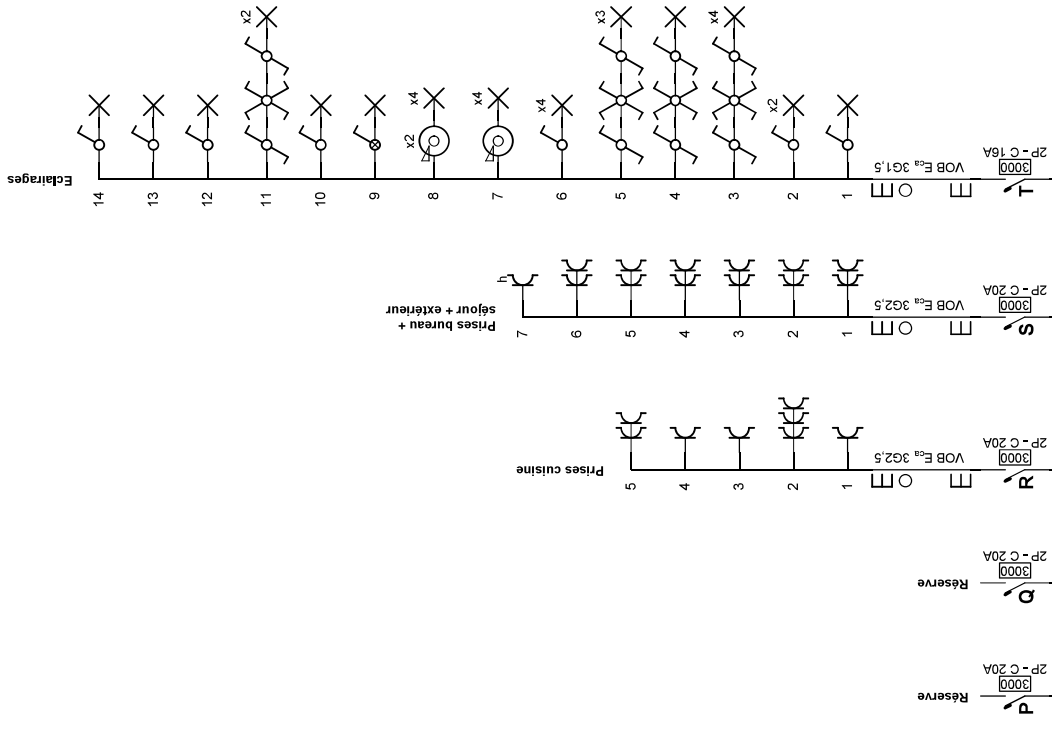 Eclairages
14
13
12
11
10
9
8
7
6
5
4
3
2
1
x2
x2
x4
x4
x4
x3
x4
x2
VOB Eca 3G1,5
T
3000
2P - C 16A
Prises bureau +
séjour + extérieur
7
6
5
4
3
2
1
h
VOB Eca 3G2,5
S
3000
2P - C 20A
Prises cuisine
5
4
3
2
1
VOB Eca 3G2,5
R
3000
2P - C 20A
Réserve
Q
3000
2P - C 20A
Réserve
P
3000
2P - C 20A